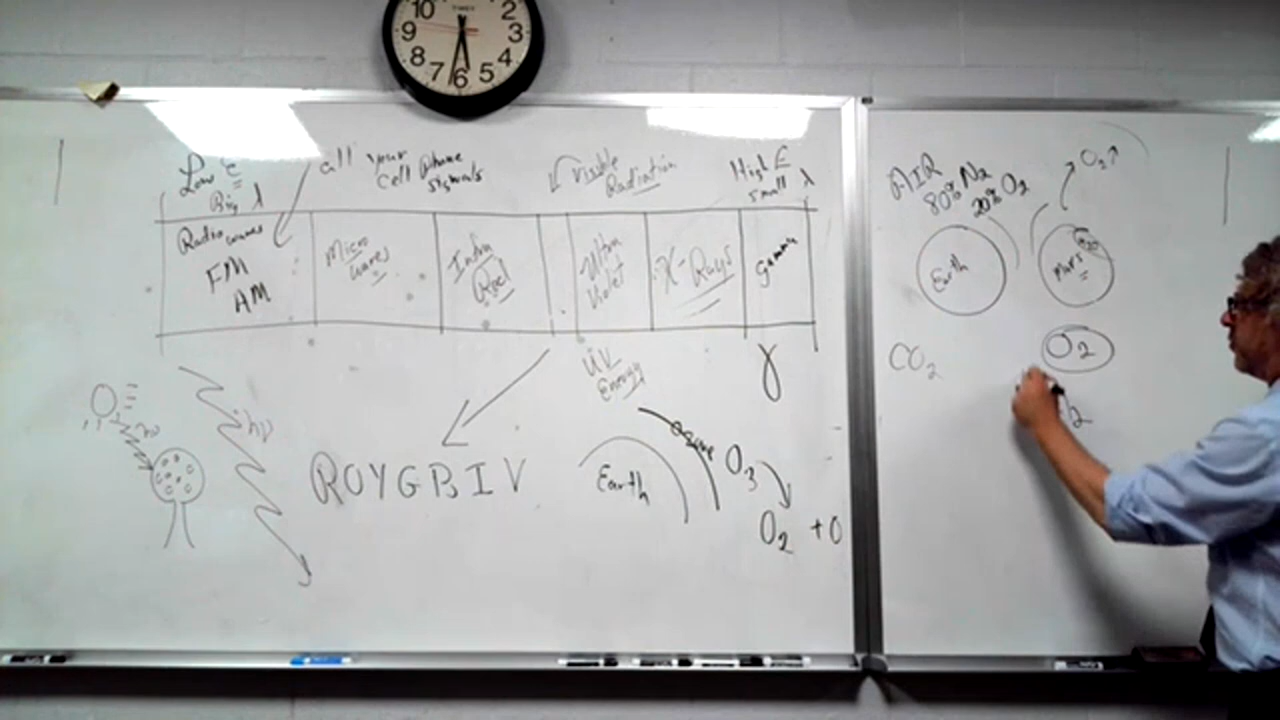 TIMEX
10 2
9 3
8 4
7 6 5
Low E
Big λ
all your
cell phone
signals
visible
Radiation
High E
small λ
Radio waves
FM
AM
Micro
waves
Infra
Red
Ultra
Violet
X-Rays
gamma
UV
Energy
γ
hν
ROYGBIV
Earth
Ozone
O3
O2 + O
AIR
80% N2
20% O2
O2↑
Earth
Mars
CO2
O2